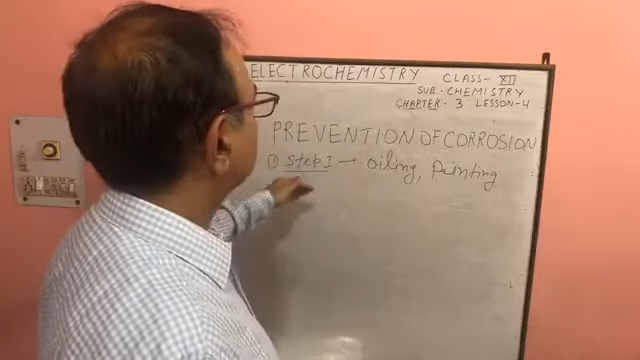 ELECTROCHEMISTRY
CLASS- XII
SUB. CHEMISTRY
CHAPTER- 3 LESSON-4
PREVENTION OF CORROSION
① Step I → Oiling, Painting